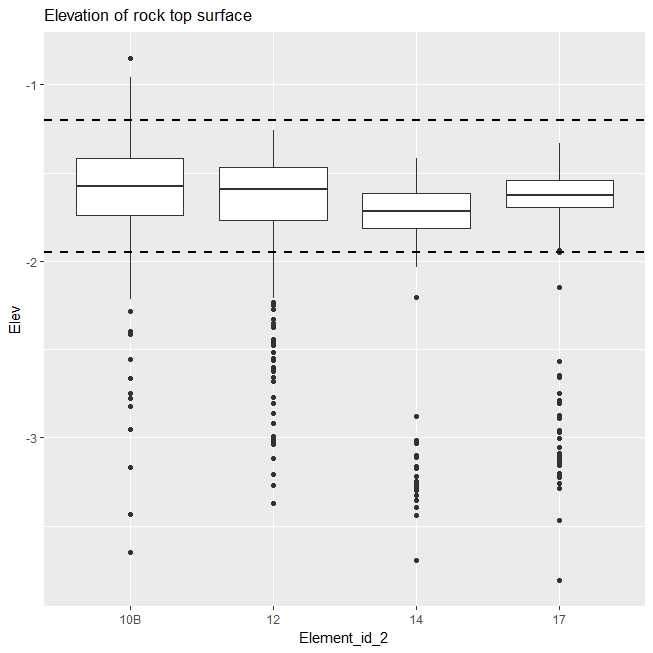 Elevation of rock top surface
-1
-2
-3
Elev
10B 12 14 17
Element_id_2